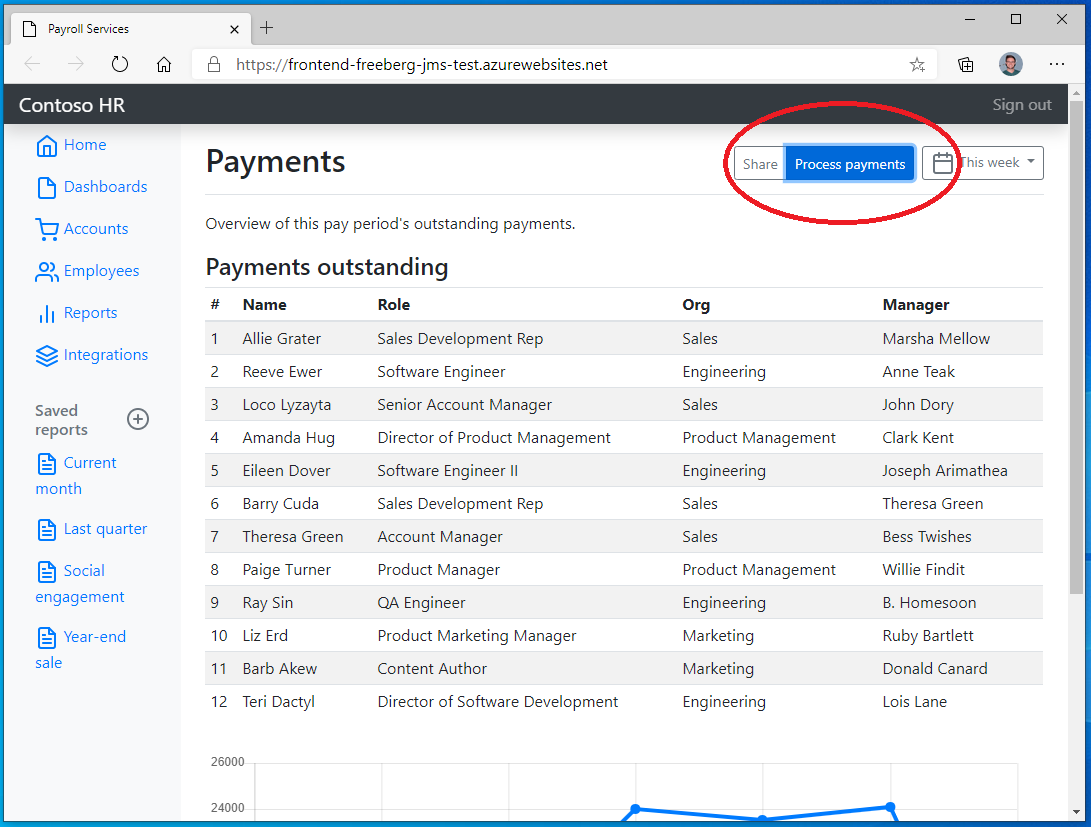 Payroll Services
https://frontend-freeberg-jms-test.azurewebsites.net
Contoso HR
Sign out
Home
Dashboards
Accounts
Employees
Reports
Integrations
Saved
reports
Current
month
Last quarter
Social
engagement
Year-end
sale
Payments
Share Process payments This week
Overview of this pay period's outstanding payments.
Payments outstanding
# Name Role Org Manager
1 Allie Grater Sales Development Rep Sales Marsha Mellow
2 Reeve Ewer Software Engineer Engineering Anne Teak
3 Loco Lyzayta Senior Account Manager Sales John Dory
4 Amanda Hug Director of Product Management Product Management Clark Kent
5 Eileen Dover Software Engineer II Engineering Joseph Arimathea
6 Barry Cuda Sales Development Rep Sales Theresa Green
7 Theresa Green Account Manager Sales Bess Twishes
8 Paige Turner Product Manager Product Management Willie Findit
9 Ray Sin QA Engineer Engineering B. Homesoon
10 Liz Erd Product Marketing Manager Marketing Ruby Bartlett
11 Barb Akew Content Author Marketing Donald Canard
12 Teri Dactyl Director of Software Development Engineering Lois Lane
26000
24000